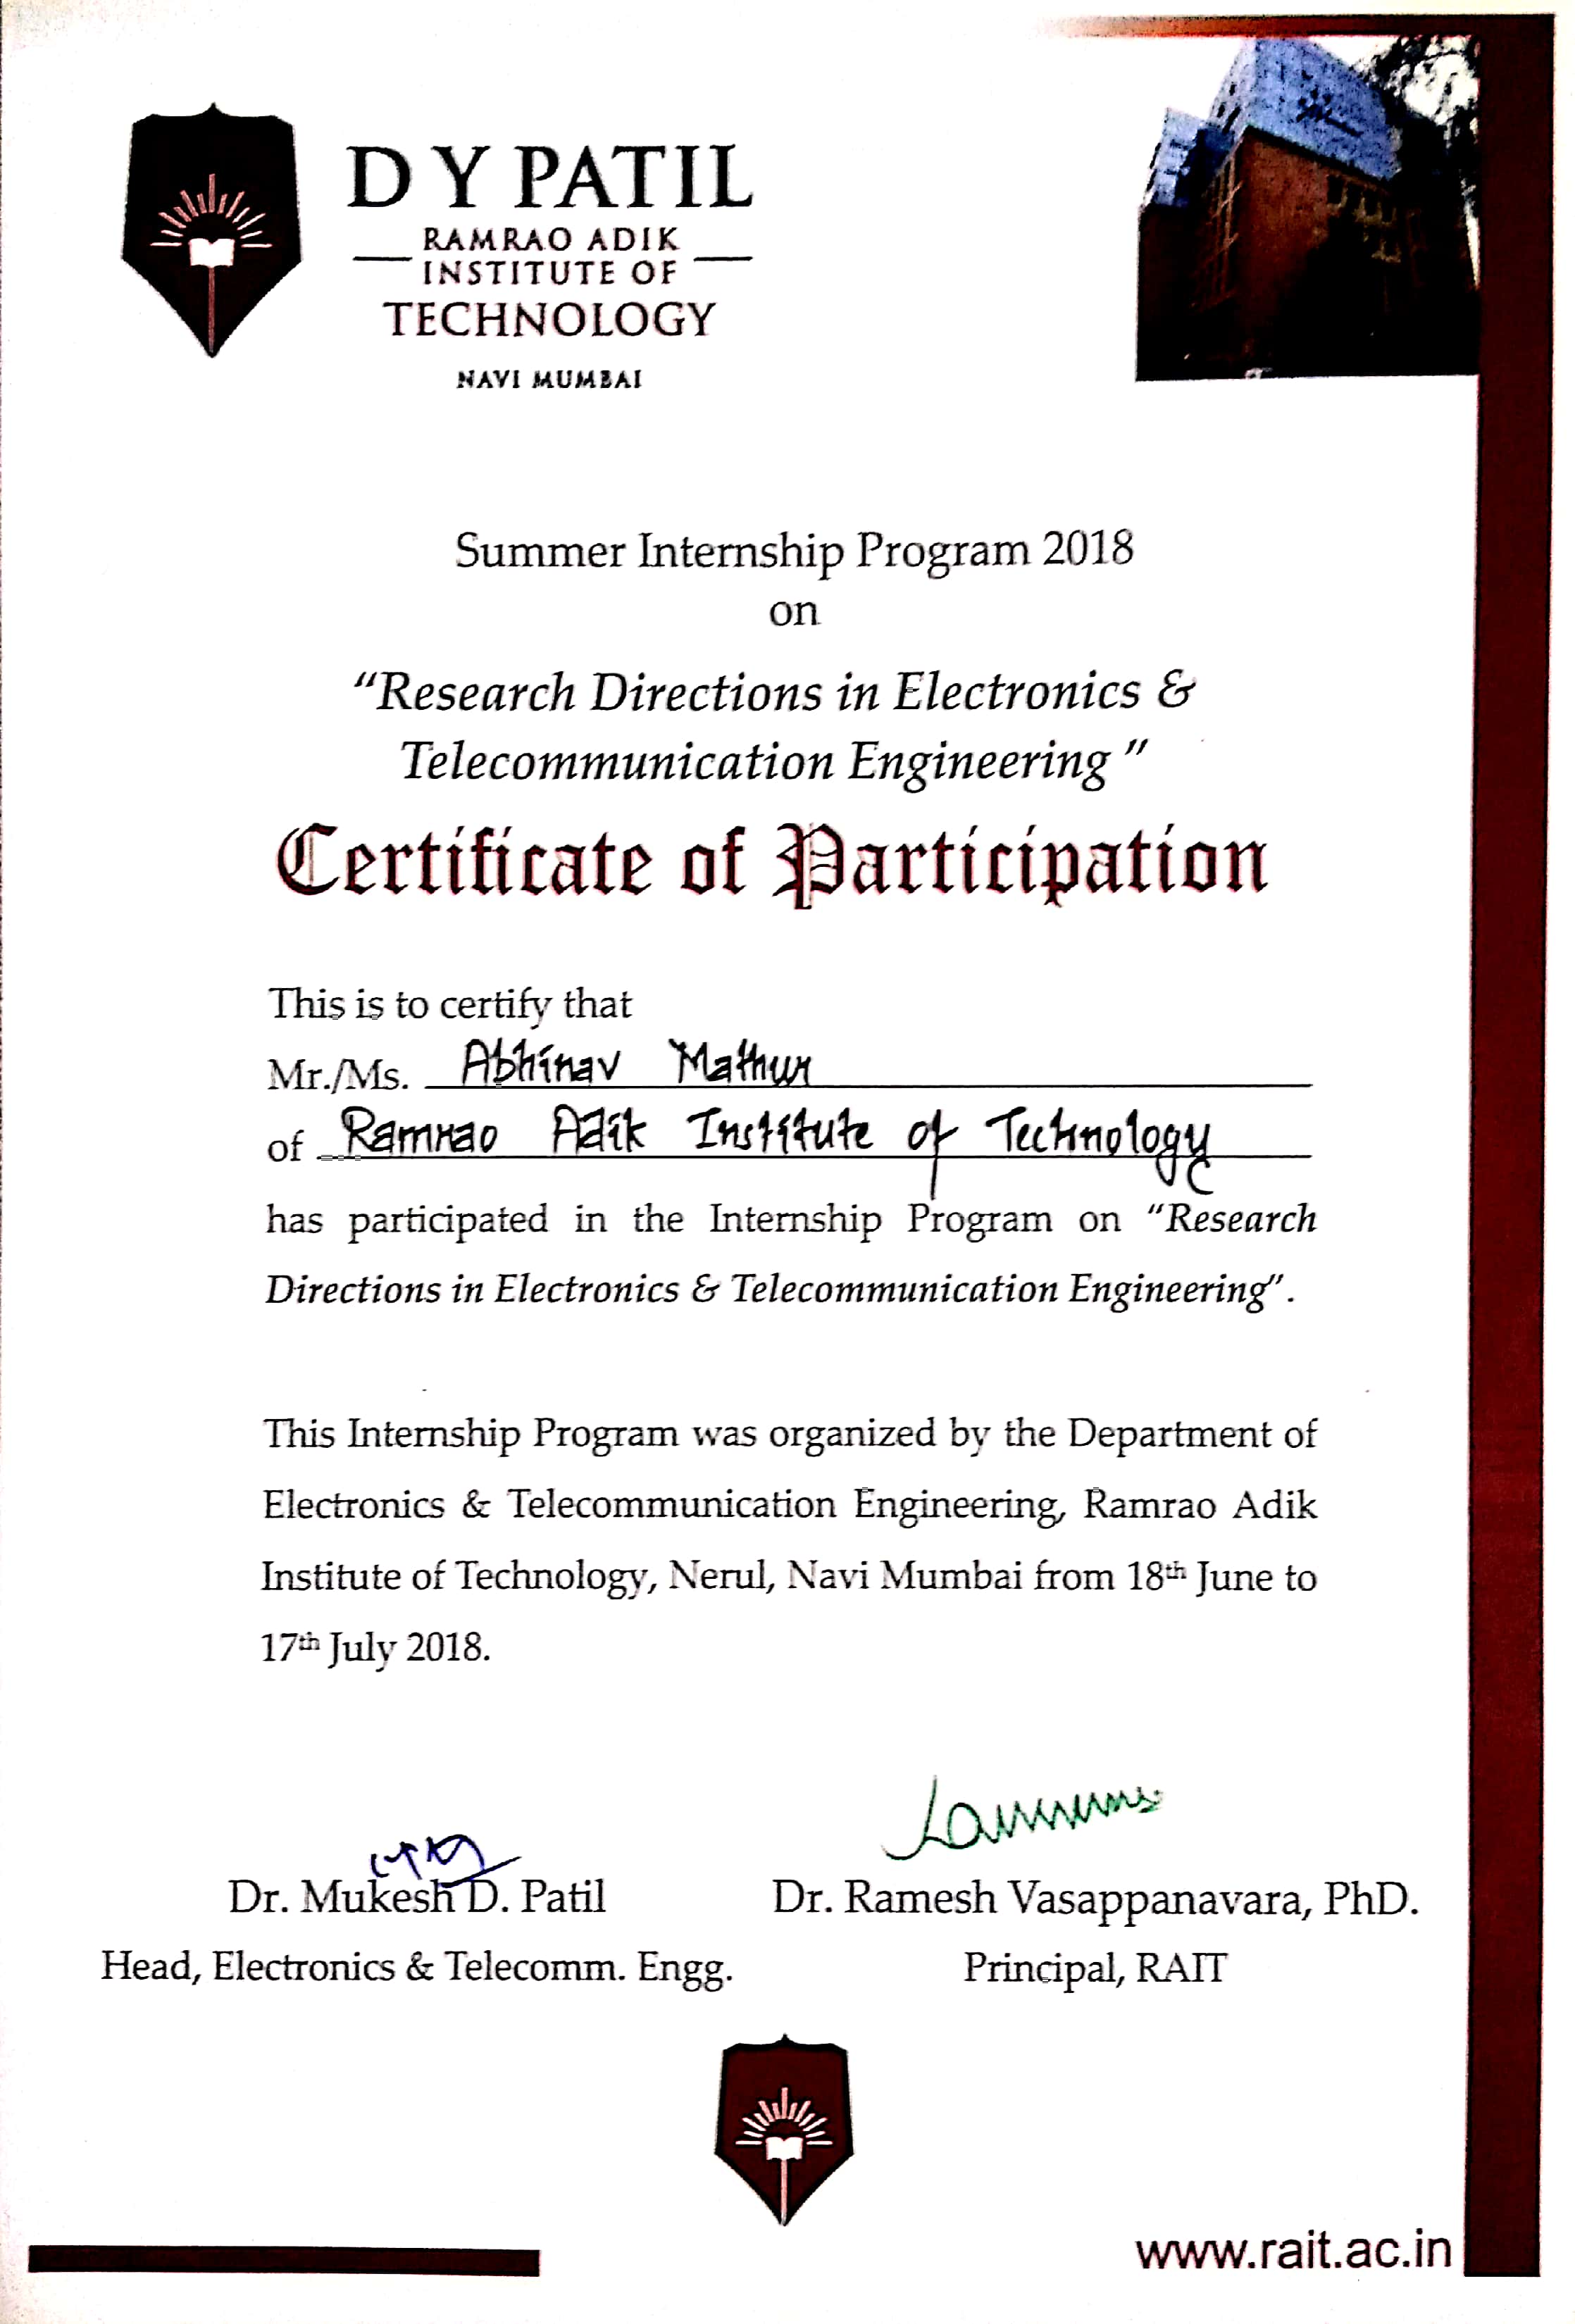 D Y PATIL
RAMRAO ADIK
INSTITUTE OF
TECHNOLOGY
NAVI MUMBAI
Summer Internship Program 2018
on
“Research Directions in Electronics &
Telecommunication Engineering ”
Certificate of Participation
This is to certify that
Mr./Ms. Abhinav Mathur
of Ramrao Adik Institute of Technology
has participated in the Internship Program on “Research
Directions in Electronics & Telecommunication Engineering”.
This Internship Program was organized by the Department of
Electronics & Telecommunication Engineering, Ramrao Adik
Institute of Technology, Nerul, Navi Mumbai from 18th June to
17th July 2018.
Dr. Mukesh D. Patil
Head, Electronics & Telecomm. Engg.
Dr. Ramesh Vasappanavara, PhD.
Principal, RAIT
www.rait.ac.in